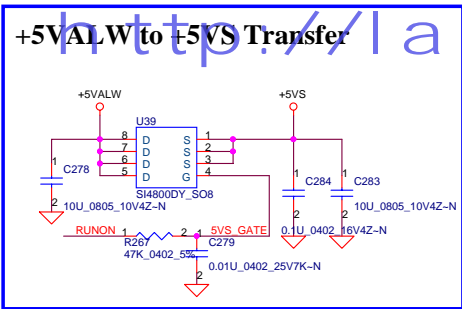 http://la
+5VALW to +5VS Transfer
+5VALW
+5VS
U39
8 D S 1
7 D S 2
6 D S 3
5 D G 4
SI4800DY_SO8
1
C278
2
10U_0805_10V4Z~N
1
C284
2
0.1U_0402_16V4Z~N
1
C283
2
10U_0805_10V4Z~N
RUNON 1 2 5VS_GATE
R267
47K_0402_5%
1
C279
2
0.01U_0402_25V7K~N